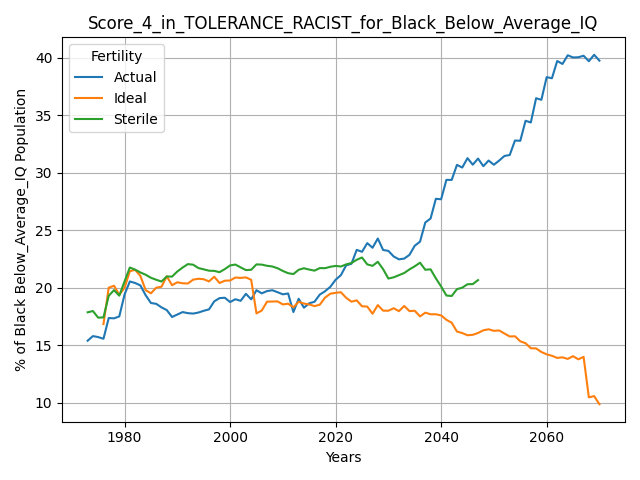 Score_4_in_TOLERANCE_RACIST_for_Black_Below_Average_IQ
% of Black Below_Average_IQ Population
Fertility
Actual
Ideal
Sterile
40
35
30
25
20
15
10
1980
2000
2020
2040
2060
Years